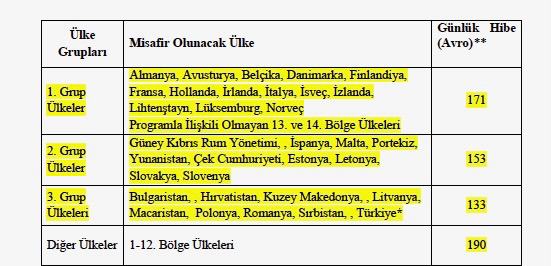 Ülke
Grupları
Misafir Olunacak Ülke
Günlük Hibe
(Avro)**
1. Grup
Ülkeler
Almanya, Avusturya, Belçika, Danimarka, Finlandiya,
Fransa, Hollanda, İrlanda, İtalya, İsveç, İzlanda,
Lihtenştayn, Lüksemburg, Norveç
Programla İlişkili Olmayan 13. ve 14. Bölge Ülkeleri
171
2. Grup
Ülkeler
Güney Kıbrıs Rum Yönetimi, , İspanya, Malta, Portekiz,
Yunanistan, Çek Cumhuriyeti, Estonya, Letonya,
Slovakya, Slovenya
153
3. Grup
Ülkeleri
Bulgaristan, , Hırvatistan, Kuzey Makedonya, , Litvanya,
Macaristan, Polonya, Romanya, Sırbistan, , Türkiye*
133
Diğer Ülkeler
1-12. Bölge Ülkeleri
190